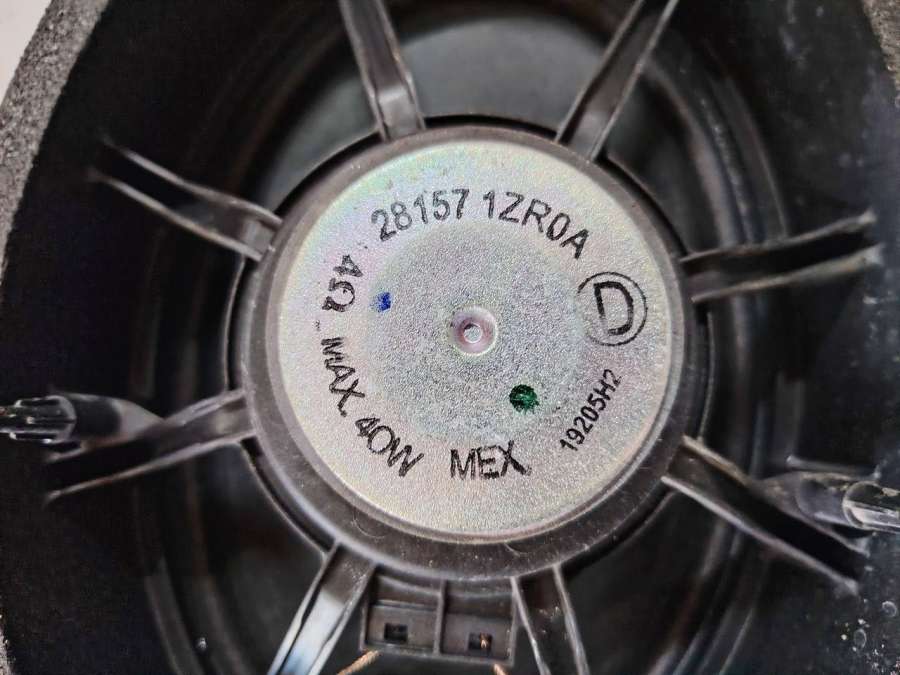 28157 1ZR0A
D
19205H2
MEX
MAX. 40W
4Ω